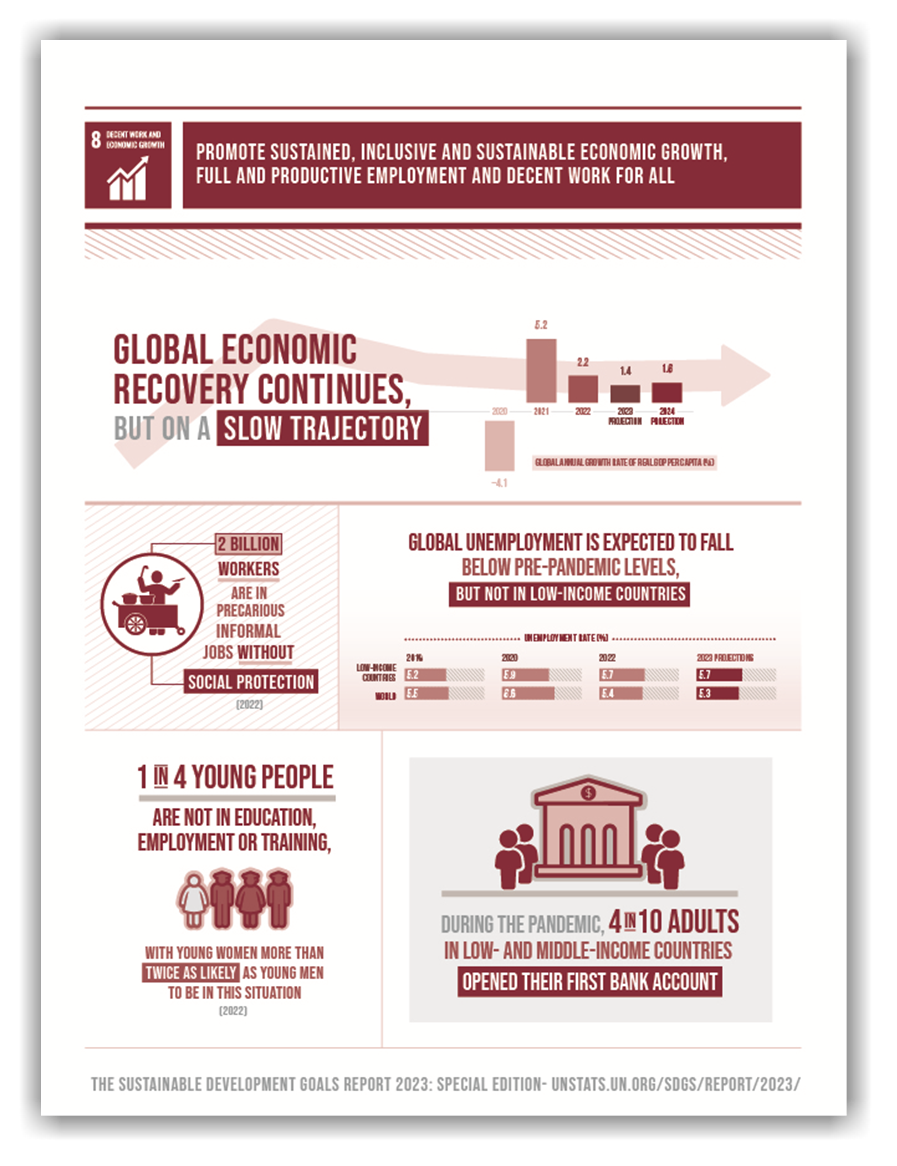 8 DECENT WORK AND
ECONOMIC GROWTH
PROMOTE SUSTAINED, INCLUSIVE AND SUSTAINABLE ECONOMIC GROWTH,
FULL AND PRODUCTIVE EMPLOYMENT AND DECENT WORK FOR ALL
GLOBAL ECONOMIC
RECOVERY CONTINUES,
BUT ON A SLOW TRAJECTORY
5.2
2.2
1.4
1.6
2020 2021 2022 2023 2024
PROJECTION PROJECTION
-4.1
GLOBAL ANNUAL GROWTH RATE OF REAL GDP PER CAPITA (%)
2 BILLION
WORKERS
ARE IN
PRECARIOUS
INFORMAL
JOBS WITHOUT
SOCIAL PROTECTION
(2022)
GLOBAL UNEMPLOYMENT IS EXPECTED TO FALL
BELOW PRE-PANDEMIC LEVELS,
BUT NOT IN LOW-INCOME COUNTRIES
UNEMPLOYMENT RATE (%)
2020 2022 2023 PROJECTIONS
LOW-INCOME
COUNTRIES
5.2 5.9 5.7 5.7
WORLD 5.5 6.6 5.4 5.3
1 IN 4 YOUNG PEOPLE
ARE NOT IN EDUCATION,
EMPLOYMENT OR TRAINING,
WITH YOUNG WOMEN MORE THAN
TWICE AS LIKELY AS YOUNG MEN
TO BE IN THIS SITUATION
(2022)
$
DURING THE PANDEMIC, 4 IN 10 ADULTS
IN LOW- AND MIDDLE-INCOME COUNTRIES
OPENED THEIR FIRST BANK ACCOUNT
THE SUSTAINABLE DEVELOPMENT GOALS REPORT 2023: SPECIAL EDITION- UNSTATS.UN.ORG/SDGS/REPORT/2023/